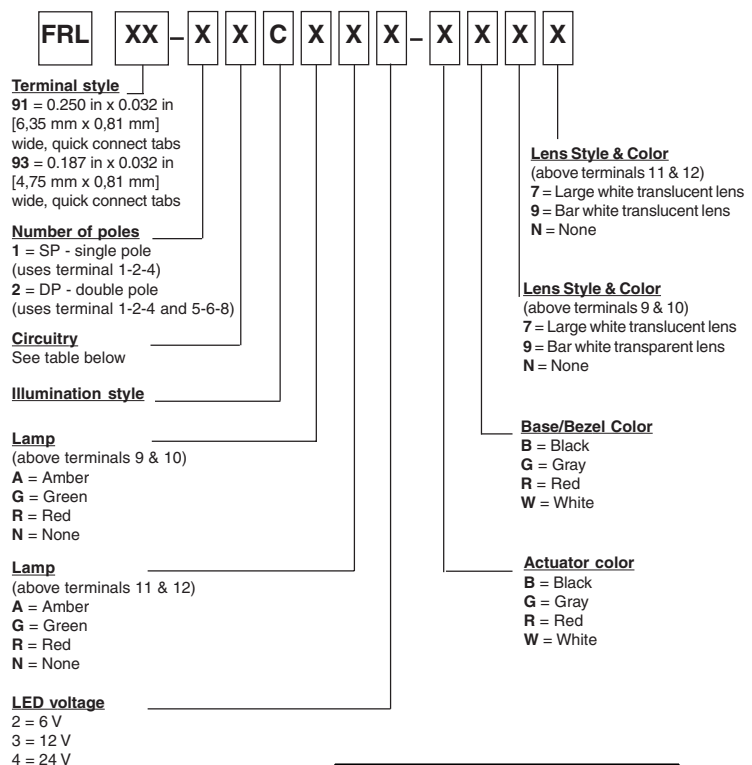 FRL XX – X X C X X X – X X X X
Terminal style
91 = 0.250 in x 0.032 in
[6,35 mm x 0,81 mm]
wide, quick connect tabs
93 = 0.187 in x 0.032 in
[4,75 mm x 0,81 mm]
wide, quick connect tabs
Number of poles
1 = SP - single pole
(uses terminal 1-2-4)
2 = DP - double pole
(uses terminal 1-2-4 and 5-6-8)
Circuitry
See table below
Illumination style
Lamp
(above terminals 9 & 10)
A = Amber
G = Green
R = Red
N = None
Lamp
(above terminals 11 & 12)
A = Amber
G = Green
R = Red
N = None
LED voltage
2 = 6 V
3 = 12 V
4 = 24 V
Lens Style & Color
(above terminals 11 & 12)
7 = Large white translucent lens
9 = Bar white translucent lens
N = None
Lens Style & Color
(above terminals 9 & 10)
7 = Large white translucent lens
9 = Bar white transparent lens
N = None
Base/Bezel Color
B = Black
G = Gray
R = Red
W = White
Actuator color
B = Black
G = Gray
R = Red
W = White